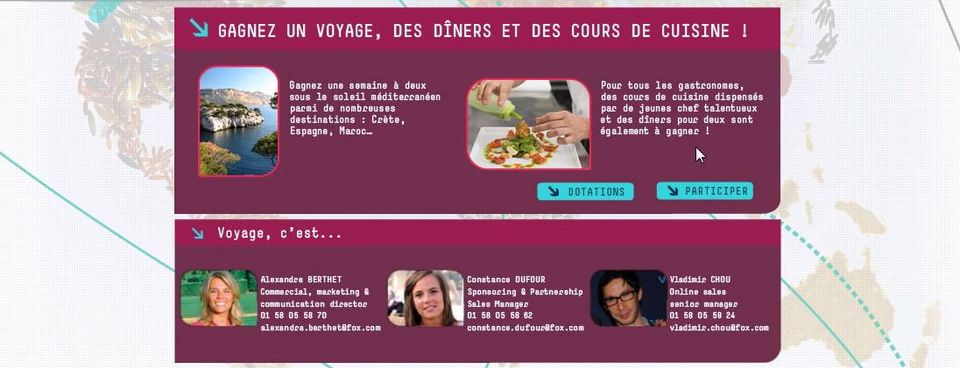 GAGNEZ UN VOYAGE, DES DÎNERS ET DES COURS DE CUISINE !
Gagnez une semaine à deux
sous le soleil méditerranéen
parmi de nombreuses
destinations : Crète,
Espagne, Maroc…
Pour tous les gastronomes,
des cours de cuisine dispensés
par de jeunes chef talentueux
et des dîners pour deux sont
également à gagner !
DOTATIONS
PARTICIPER
Voyage, c'est...
Alexandra BERTHET
Commercial, marketing &
communication director
01 58 05 58 70
alexandra.barthet@fox.com
Constance DUFOUR
Sponsoring & Partnership
Sales Manager
01 58 05 58 62
constance.dufour@fox.com
Vladimir CHOU
Online sales
senior manager
01 58 05 59 24
vladimir.chou@fox.com